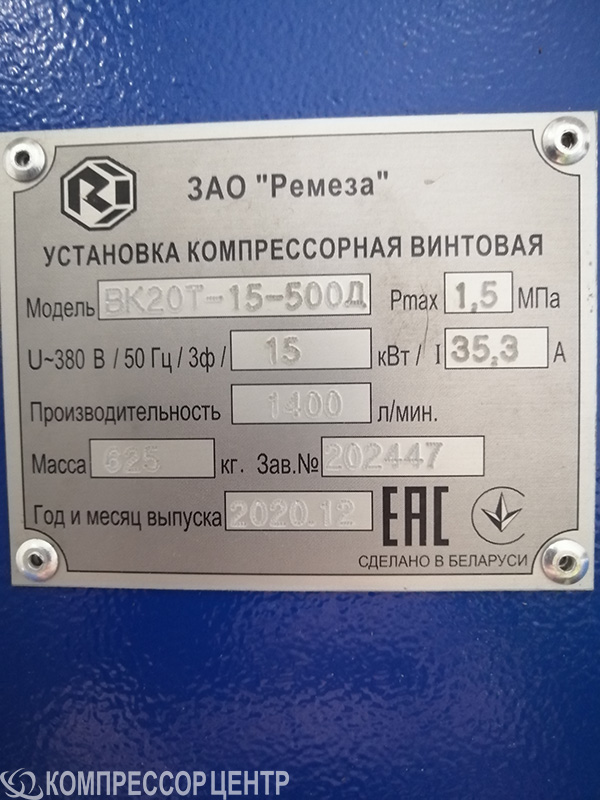 ЗАО "Ремеза"
УСТАНОВКА КОМПРЕССОРНАЯ ВИНТОВАЯ
Модель ВК20Т-15-500Д Pmax 1,5 МПа
U~380 В / 50 Гц / 3ф / 15 кВт / I 35,3 А
Производительность 1400 л/мин.
Масса 625 кг. Зав.№ 202447
Год и месяц выпуска 2020.12 ЕАС
СДЕЛАНО В БЕЛАРУСИ
КОМПРЕССОРЦЕНТР